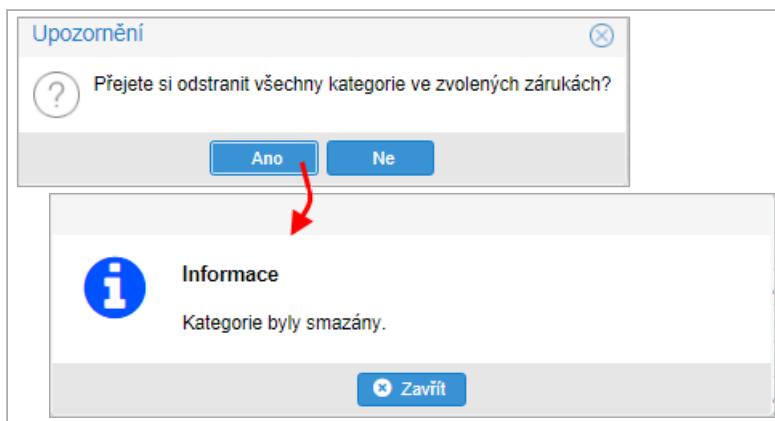 Upozornění
Přejete si odstranit všechny kategorie ve zvolených zárukách?
Ano
Ne
Informace
Kategorie byly smazány.
Zavřít